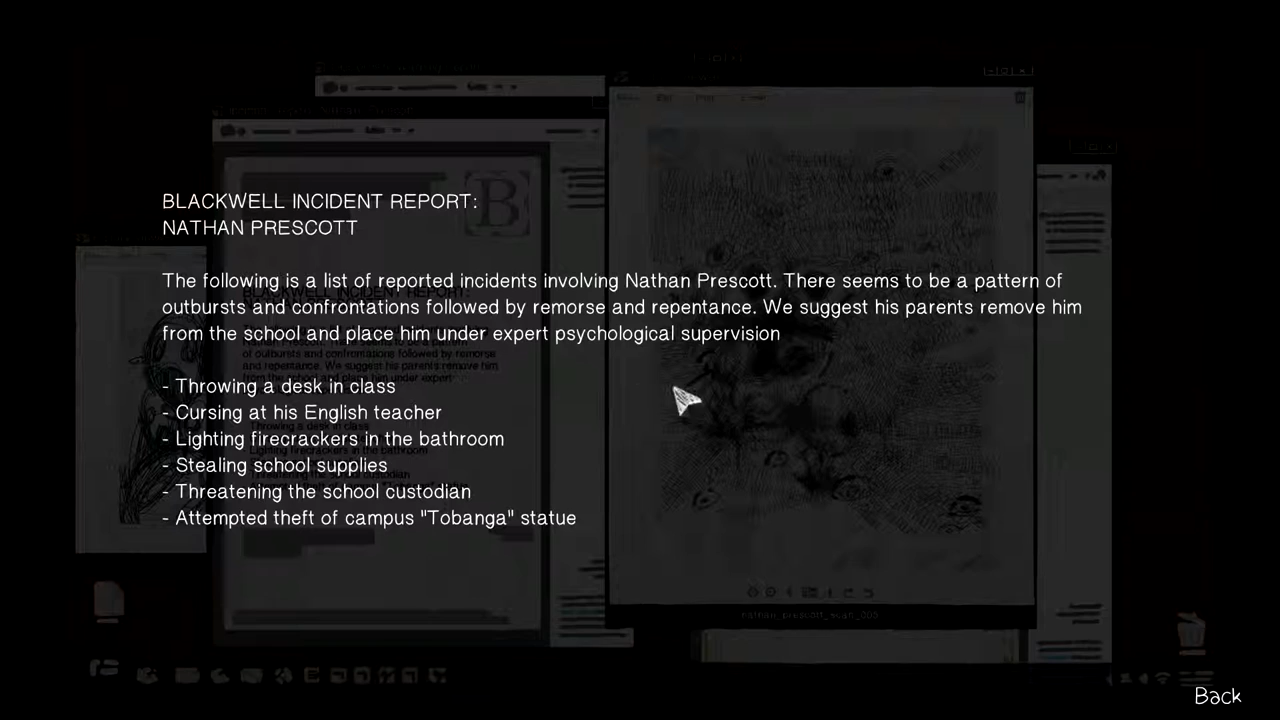 BLACKWELL INCIDENT REPORT:
NATHAN PRESCOTT
The following is a list of reported incidents involving Nathan Prescott. There seems to be a pattern of
outbursts and confrontations followed by remorse and repentance. We suggest his parents remove him
from the school and place him under expert psychological supervision
- Throwing a desk in class
- Cursing at his English teacher
- Lighting firecrackers in the bathroom
- Stealing school supplies
- Threatening the school custodian
- Attempted theft of campus "Tobanga" statue
nathan_prescott_scan_005
Back